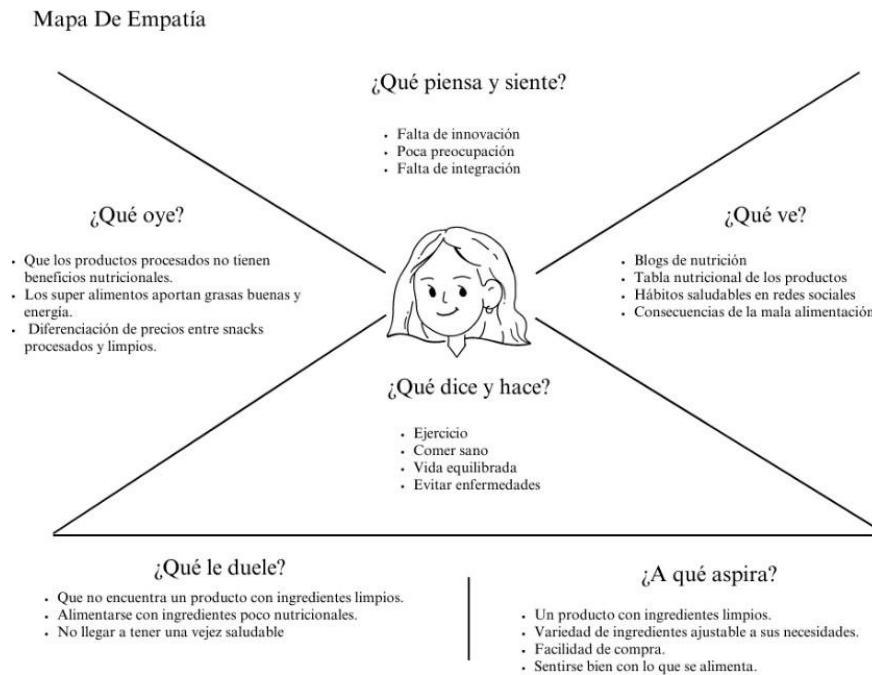 Mapa De Empatía
¿Qué piensa y siente?
• Falta de innovación
• Poca preocupación
• Falta de integración
¿Qué oye?
• Que los productos procesados no tienen
beneficios nutricionales.
• Los super alimentos aportan grasas buenas y
energía.
• Diferenciación de precios entre snacks
procesados y limpios.
¿Qué ve?
• Blogs de nutrición
• Tabla nutricional de los productos
• Hábitos saludables en redes sociales
• Consecuencias de la mala alimentación
¿Qué dice y hace?
• Ejercicio
• Comer sano
• Vida equilibrada
• Evitar enfermedades
¿Qué le duele?
• Que no encuentra un producto con ingredientes limpios.
• Alimentarse con ingredientes poco nutricionales.
• No llegar a tener una vejez saludable
¿A qué aspira?
• Un producto con ingredientes limpios.
• Variedad de ingredientes ajustable a sus necesidades.
• Facilidad de compra.
• Sentirse bien con lo que se alimenta.